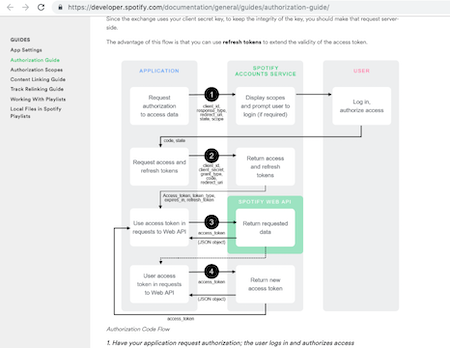 https://developer.spotify.com/documentation/general/guides/authorization-guide/
Since the exchange uses your client secret key, to keep the integrity of the key, you should make that request server-
side.
The advantage of this flow is that you can use refresh tokens to extend the validity of the access token.
GUIDES
App Settings
Authorization Guide
Authorization Scopes
Content Linking Guide
Track Relinking Guide
Working With Playlists
Local Files in Spotify
Playlists
APPLICATION
SPOTIFY
ACCOUNTS SERVICE
USER
Request
authorization
to access data
1
client_id,
response_type,
redirect_uri,
state, scope
Display scopes
and prompt user to
login (if required)
Log in,
authorize access
code, state
Request access and
refresh tokens
2
client_id,
client_secret,
grant_type,
code,
redirect_uri
Return access
and refresh
tokens
Access_token, token_type,
expires_in, refresh_token
SPOTIFY WEB API
Use access token in
requests to Web API
3
access_token
(JSON object)
Return requested
data
User access
token in requests
to Web API
4
access_token
(JSON object)
Return new
access token
access_token
Authorization Code Flow
1. Have your application request authorization; the user logs in and authorizes access